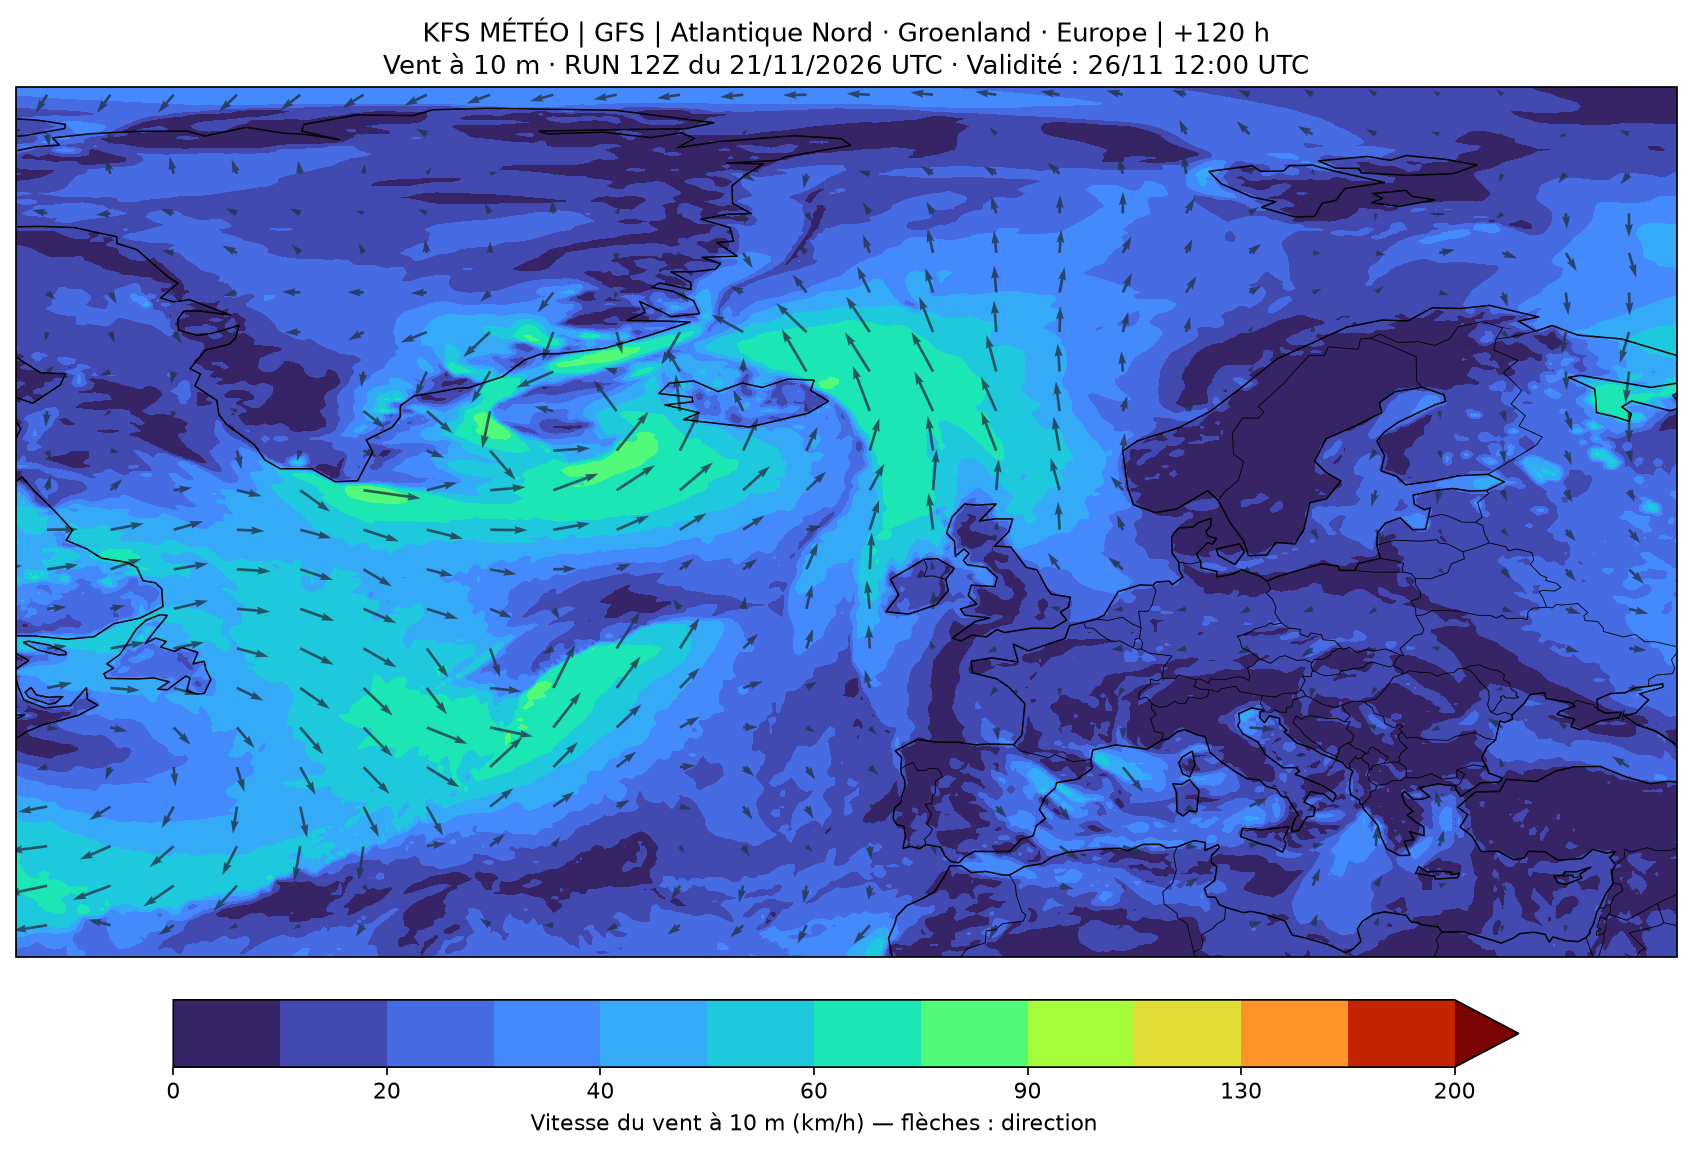 KFS MÉTÉO | GFS | Atlantique Nord · Groenland · Europe | +120 h
Vent à 10 m · RUN 12Z du 21/11/2026 UTC · Validité : 26/11 12:00 UTC
0 20 40 60 90 130 200
Vitesse du vent à 10 m (km/h) — flèches : direction